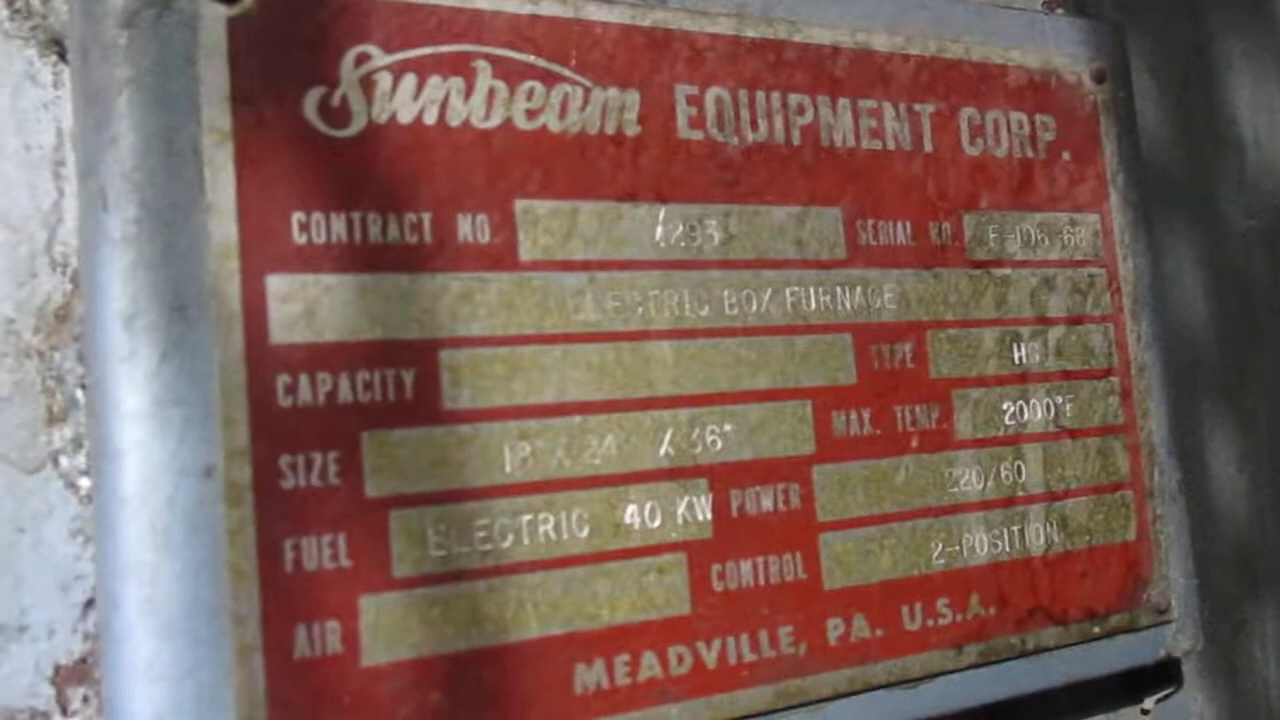 Sunbeam EQUIPMENT CORP.
CONTRACT NO. SERIAL NO.
ELECTRIC BOX FURNACE
CAPACITY TYPE
SIZE MAX. TEMP. 2000°F
FUEL ELECTRIC 40 KW POWER 220/60
AIR CONTROL 2-POSITION
MEADVILLE, PA. U.S.A.